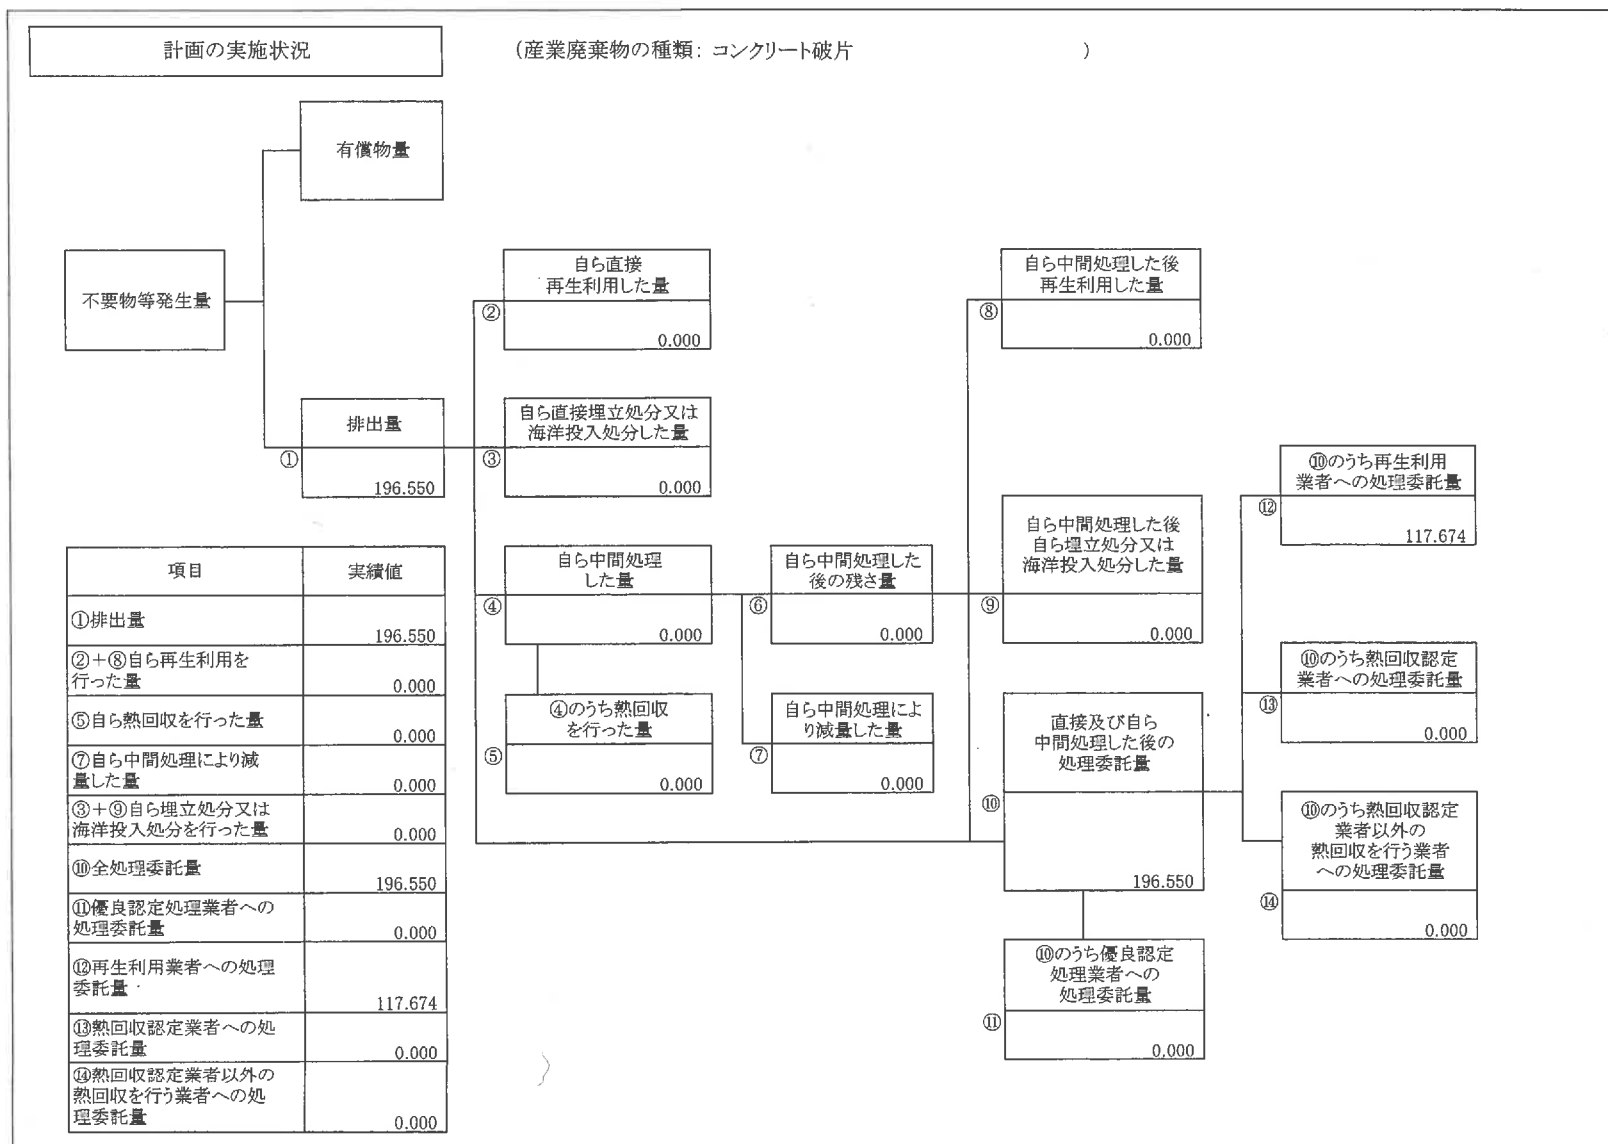 計画の実施状況
(産業廃棄物の種類: コンクリート破片 )
有償物量
不要物等発生量
自ら直接
再生利用した量
②
0.000
自ら中間処理した後
再生利用した量
⑧
0.000
排出量
①
196.550
自ら直接埋立処分又は
海洋投入処分した量
③
0.000
⑩のうち再生利用
業者への処理委託量
⑫
117.674
自ら中間処理
した量
④
0.000
自ら中間処理した
後の残さ量
⑥
0.000
自ら中間処理した後
自ら埋立処分又は
海洋投入処分した量
⑨
0.000
⑩のうち熱回収認定
業者への処理委託量
⑬
0.000
④のうち熱回収
を行った量
⑤
0.000
自ら中間処理によ
り減量した量
⑦
0.000
直接及び自ら
中間処理した後の
処理委託量
⑩
196.550
⑩のうち熱回収認定
業者以外の
熱回収を行う業者
への処理委託量
⑭
0.000
⑩のうち優良認定
処理業者への
処理委託量
⑪
0.000
項目 実績値
①排出量
196.550
②+⑧自ら再生利用を
行った量 0.000
⑤自ら熱回収を行った量
0.000
⑦自ら中間処理により減
量した量 0.000
③+⑨自ら埋立処分又は
海洋投入処分を行った量 0.000
⑩全処理委託量
196.550
⑪優良認定処理業者への
処理委託量 0.000
⑫再生利用業者への処理
委託量
117.674
⑬熱回収認定業者への処
理委託量 0.000
⑭熱回収認定業者以外の
熱回収を行う業者への処
理委託量 0.000